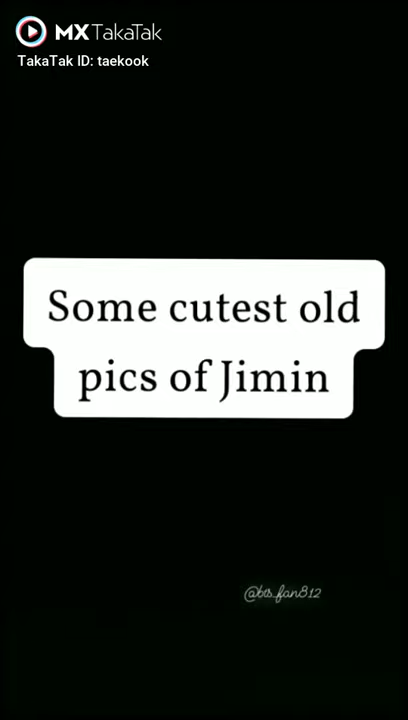 MX TakaTak
TakaTak ID: taekook
Some cutest old
pics of Jimin
@bts_fan812